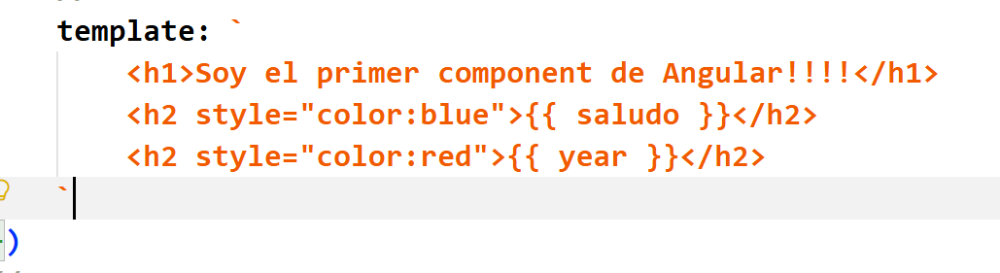 template: `
<h1>Soy el primer component de Angular!!!!</h1>
<h2 style="color:blue">{{ saludo }}</h2>
<h2 style="color:red">{{ year }}</h2>
`
)